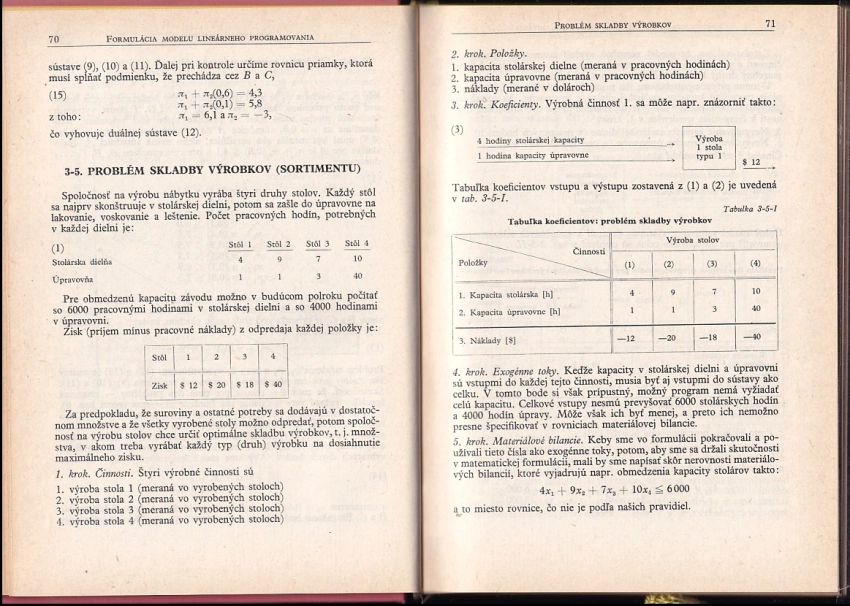 70 FORMULÁCIA MODELU LINEÁRNEHO PROGRAMOVANIA
sústave (9), (10) a (11). Ďalej pri kontrole určíme rovnicu priamky, ktorá
musí spĺňať podmienku, že prechádza cez B a C,
(15) π₁ + π₂(0,6) = 4,3
π₁ + π₂(0,1) = 5,8
z toho: π₁ = 6,1 a π₂ = −3,
čo vyhovuje duálnej sústave (12).
3-5. PROBLÉM SKLADBY VÝROBKOV (SORTIMENTU)
Spoločnosť na výrobu nábytku vyrába štyri druhy stolov. Každý stôl
sa najprv skonštruuje v stolárskej dielni, potom sa zašle do úpravovne na
lakovanie, voskovanie a leštenie. Počet pracovných hodín, potrebných
v každej dielni je:
(1) Stôl 1 Stôl 2 Stôl 3 Stôl 4
Stolárska dielňa 4 9 7 10
Úpravovňa 1 1 3 40
Pre obmedzenú kapacitu závodu možno v budúcom polroku počítať
so 6000 pracovnými hodinami v stolárskej dielni a so 4000 hodinami
v úpravovni.
Zisk (príjem mínus pracovné náklady) z odpredaja každej položky je:
Stôl 1 2 3 4
Zisk $ 12 $ 20 $ 18 $ 40
Za predpokladu, že suroviny a ostatné potreby sa dodávajú v dostatoč-
nom množstve a že všetky vyrobené stoly možno odpredať, potom spoloč-
nosť na výrobu stolov chce určiť optimálne skladbu výrobkov, t. j. množ-
stva, v akom treba vyrábať každý typ (druh) výrobku na dosiahnutie
maximálneho zisku.
1. krok. Činnosti. Štyri výrobné činnosti sú
1. výroba stola 1 (meraná vo vyrobených stoloch)
2. výroba stola 2 (meraná vo vyrobených stoloch)
3. výroba stola 3 (meraná vo vyrobených stoloch)
4. výroba stola 4 (meraná vo vyrobených stoloch)
PROBLÉM SKLADBY VÝROBKOV 71
2. krok. Položky.
1. kapacita stolárskej dielne (meraná v pracovných hodinách)
2. kapacita úpravovne (meraná v pracovných hodinách)
3. náklady (merané v dolároch)
3. krok. Koeficienty. Výrobná činnosť 1. sa môže napr. znázorniť takto:
(3)
4 hodiny stolárskej kapacity
1 hodina kapacity úpravovne
Výroba
1 stola
typu 1
$ 12
Tabuľka koeficientov vstupu a výstupu zostavená z (1) a (2) je uvedená
v tab. 3-5-I.
Tabulka 3-5-I
Tabuľka koeficientov: problém skladby výrobkov
Činnosti Výroba stolov
Položky (1) (2) (3) (4)
1. Kapacita stolárska [h] 4 9 7 10
2. Kapacita úpravovne [h] 1 1 3 40
3. Náklady [$] —12 —20 —18 —40
4. krok. Exogénne toky. Keďže kapacity v stolárskej dielni a úpravovni
sú vstupmi do každej tejto činnosti, musia byť aj vstupmi do sústavy ako
celku. V tomto bode si však prípustný, možný program nemá vyžiadať
celú kapacitu. Celkové vstupy nesmú prevyšovať 6000 stolárskych hodín
a 4000 hodín úpravy. Môže však ich byť menej, a preto ich nemožno
presne špecifikovať v rovniciach materiálovej bilancie.
5. krok. Materiálové bilancie. Keby sme vo formulácii pokračovali a po-
užívali tieto čísla ako exogénne toky, potom, aby sme sa držali skutočnosti
v matematickej formulácii, mali by sme napísať skôr nerovnosti materiálo-
vých bilancií, ktoré vyjadrujú napr. obmedzenia kapacity stolárov takto:
4x₁ + 9x₂ + 7x₃ + 10x₄ ≦ 6000
a to miesto rovnice, čo nie je podľa našich pravidiel.